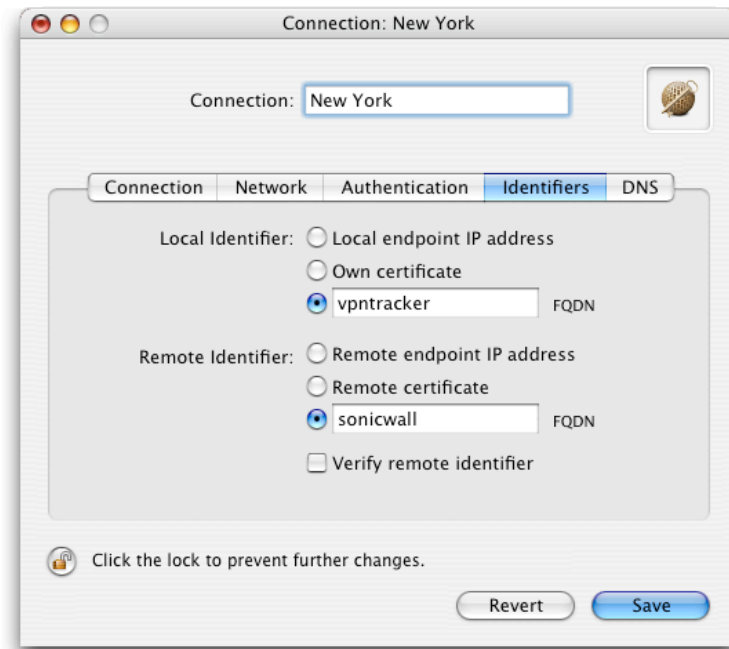 Connection: New York
Connection: New York
Connection Network Authentication Identifiers DNS
Local Identifier: Local endpoint IP address
Own certificate
vpntracker FQDN
Remote Identifier: Remote endpoint IP address
Remote certificate
sonicwall FQDN
Verify remote identifier
Click the lock to prevent further changes.
Revert Save